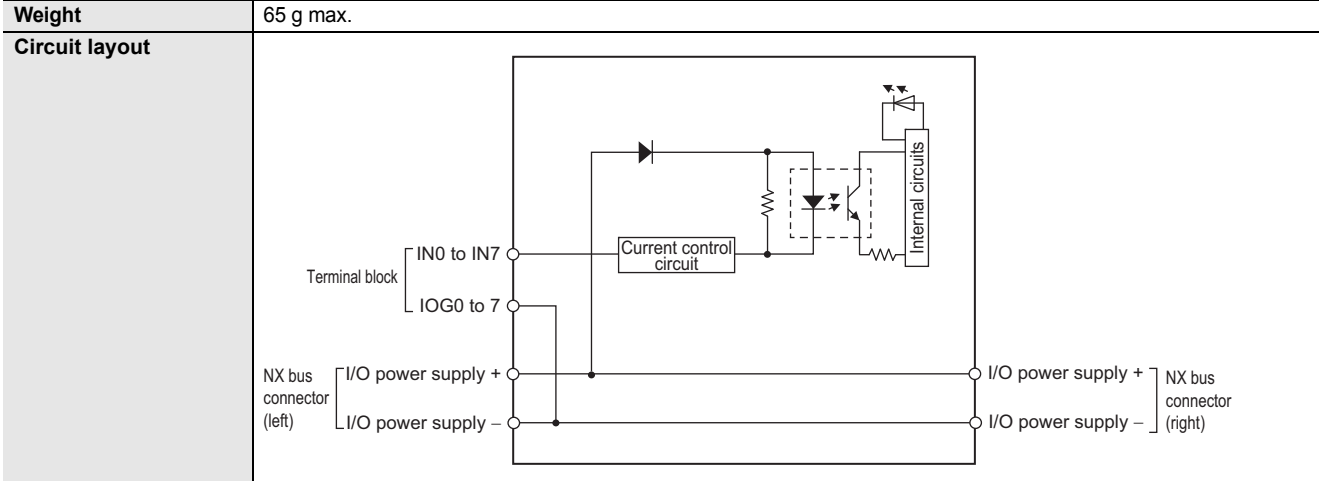 Weight
65 g max.
Circuit layout
Internal circuits
IN0 to IN7
Current control
circuit
Terminal block
IOG0 to 7
NX bus
connector
(left)
I/O power supply +
I/O power supply −
I/O power supply +
I/O power supply −
NX bus
connector
(right)